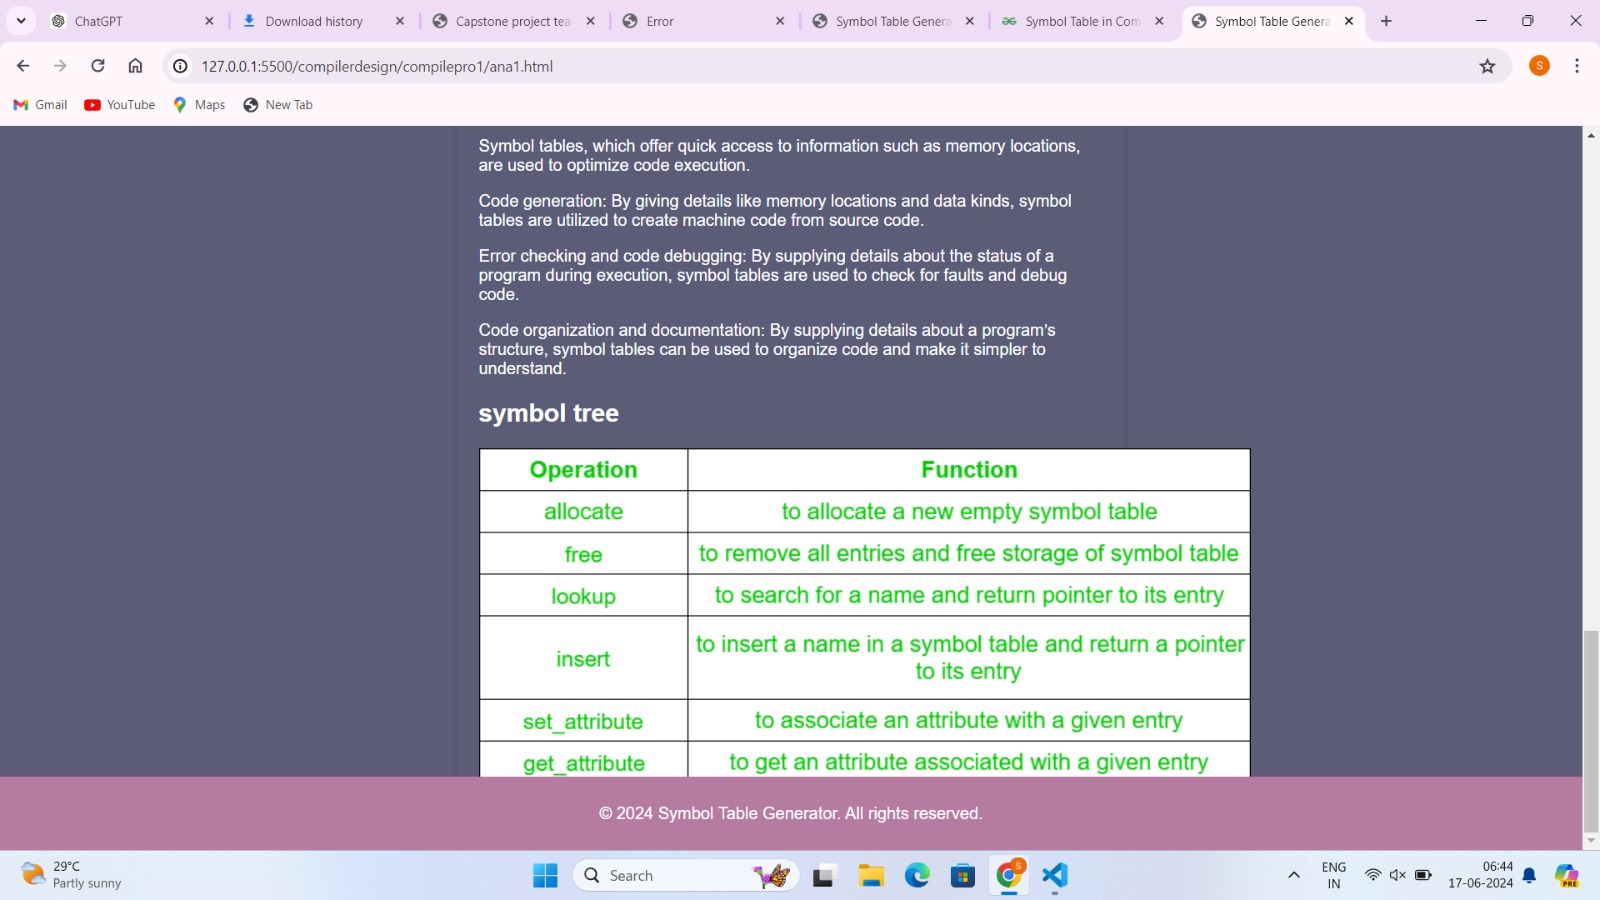 ChatGPT
Download history
Capstone project tea
Error
Symbol Table Genera
Symbol Table in Com
Symbol Table Genera
127.0.0.1:5500/compilerdesign/compilepro1/ana1.html
S
Gmail
YouTube
Maps
New Tab
Symbol tables, which offer quick access to information such as memory locations,
are used to optimize code execution.
Code generation: By giving details like memory locations and data kinds, symbol
tables are utilized to create machine code from source code.
Error checking and code debugging: By supplying details about the status of a
program during execution, symbol tables are used to check for faults and debug
code.
Code organization and documentation: By supplying details about a program's
structure, symbol tables can be used to organize code and make it simpler to
understand.
symbol tree
Operation Function
allocate to allocate a new empty symbol table
free to remove all entries and free storage of symbol table
lookup to search for a name and return pointer to its entry
insert to insert a name in a symbol table and return a pointer
to its entry
set_attribute to associate an attribute with a given entry
get_attribute to get an attribute associated with a given entry
© 2024 Symbol Table Generator. All rights reserved.
29°C
Partly sunny
Search
S
ENG
IN
06:44
17-06-2024
PRE